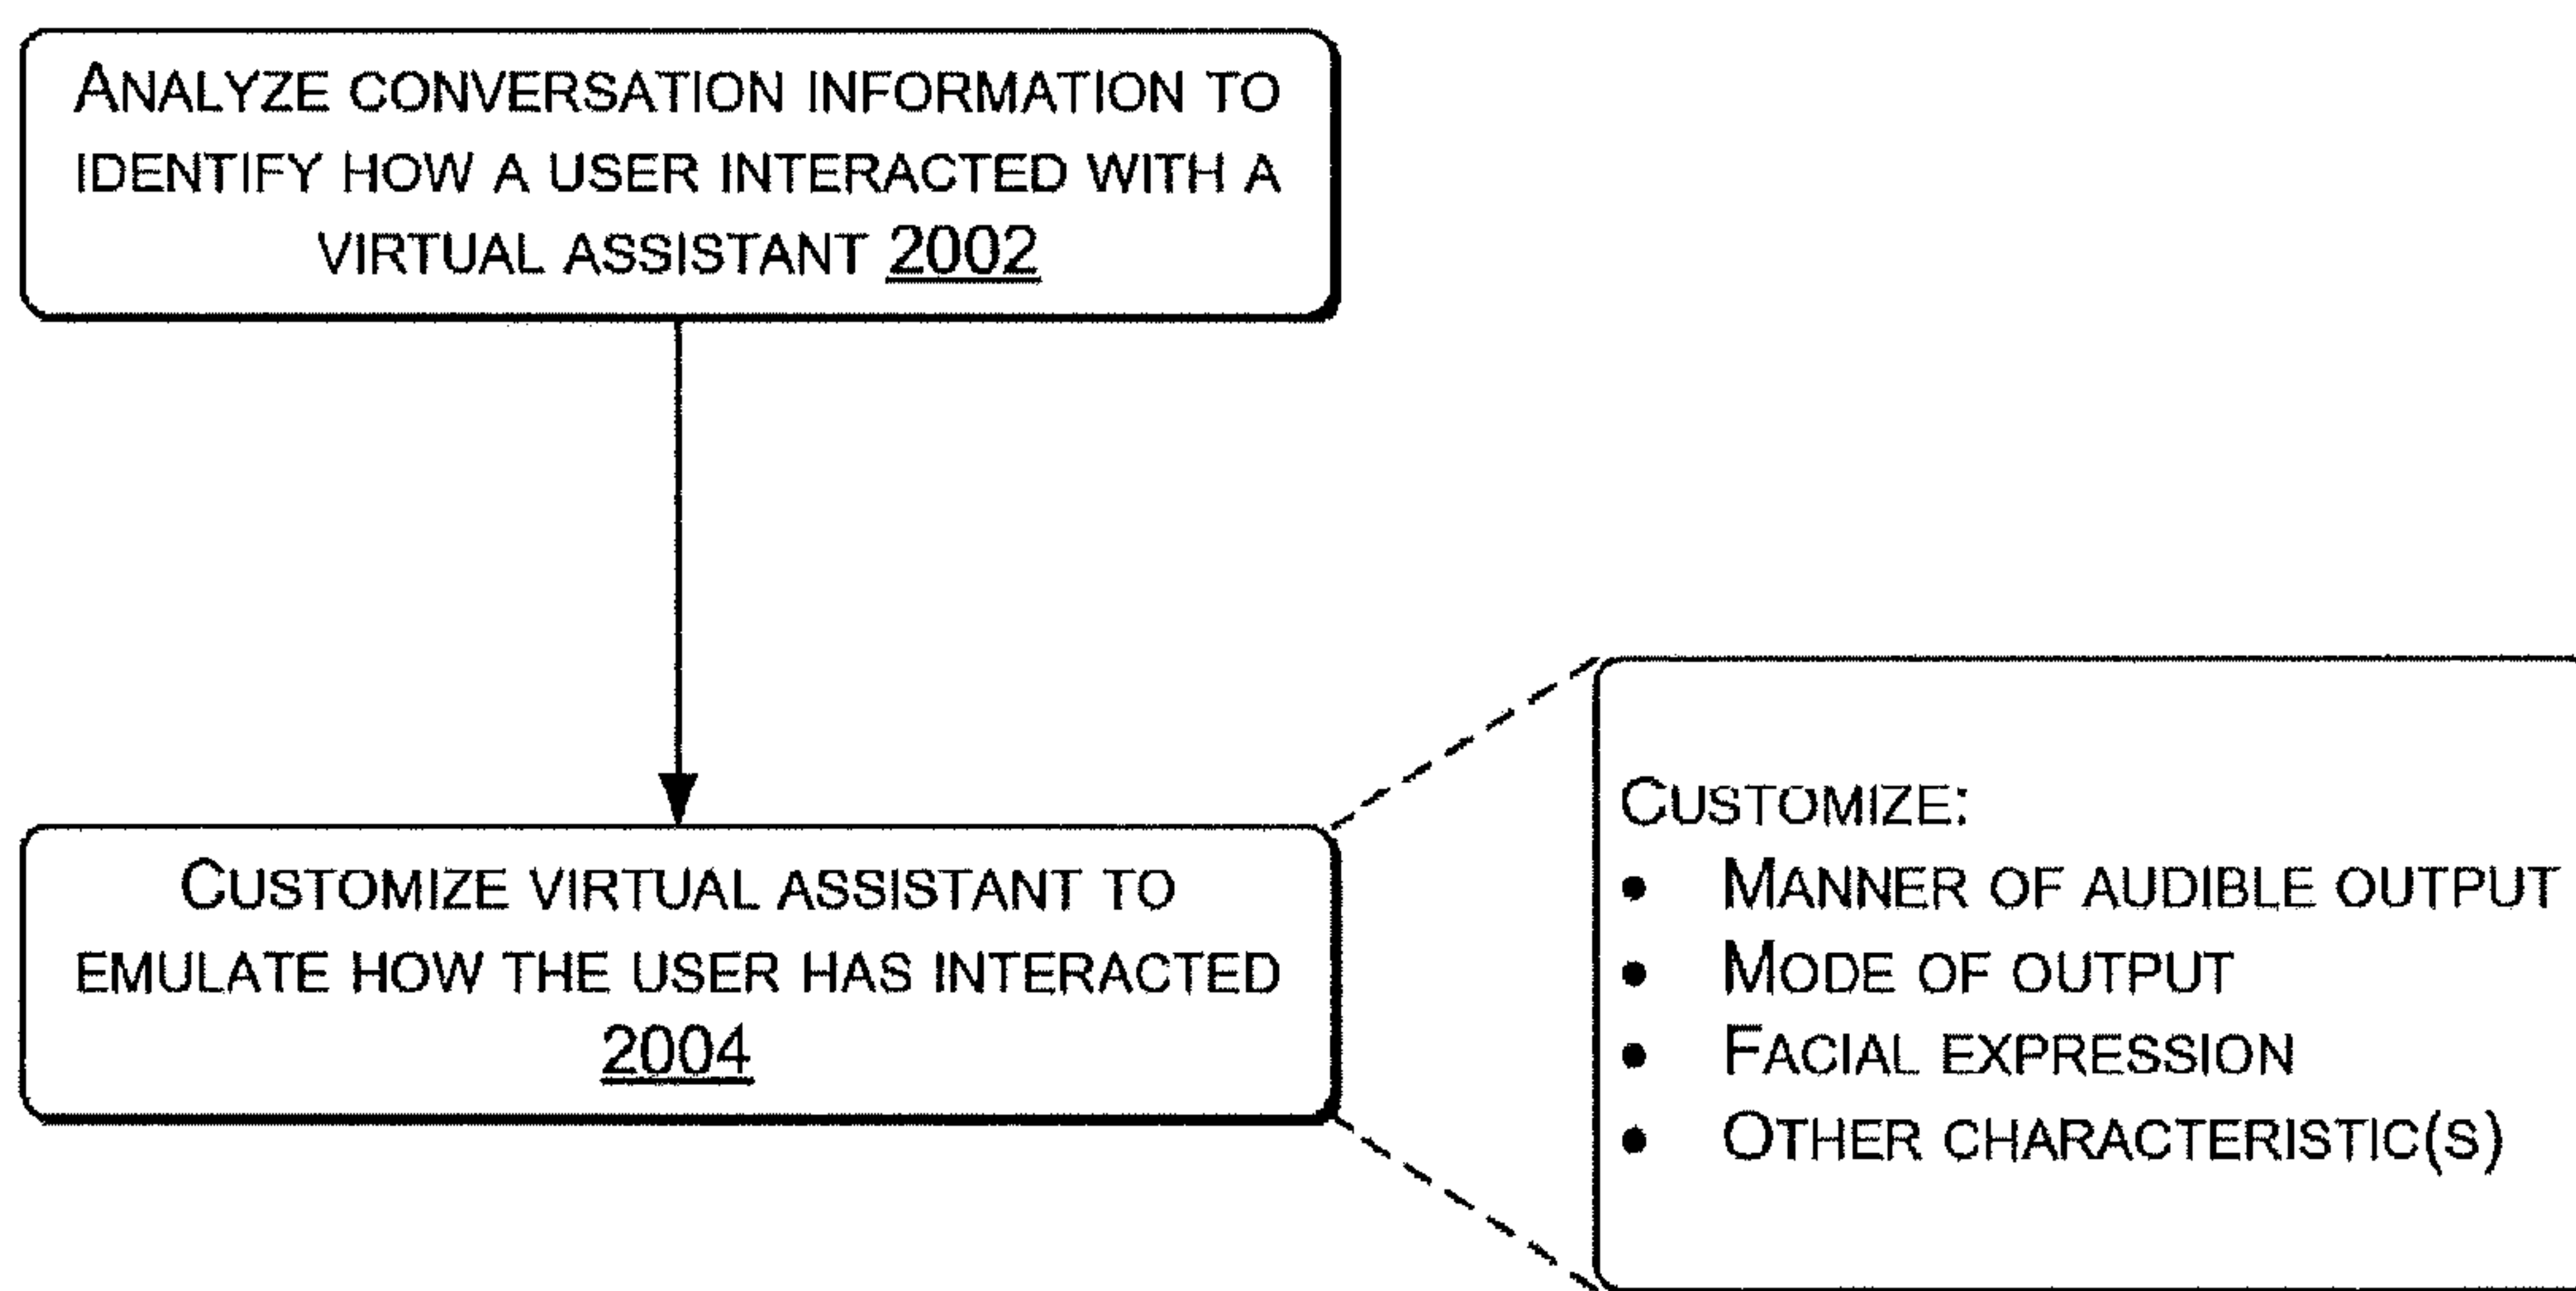 ANALYZE CONVERSATION INFORMATION TO
IDENTIFY HOW A USER INTERACTED WITH A
VIRTUAL ASSISTANT 2002
CUSTOMIZE VIRTUAL ASSISTANT TO
EMULATE HOW THE USER HAS INTERACTED
2004
CUSTOMIZE:
• MANNER OF AUDIBLE OUTPUT
• MODE OF OUTPUT
• FACIAL EXPRESSION
• OTHER CHARACTERISTIC(S)